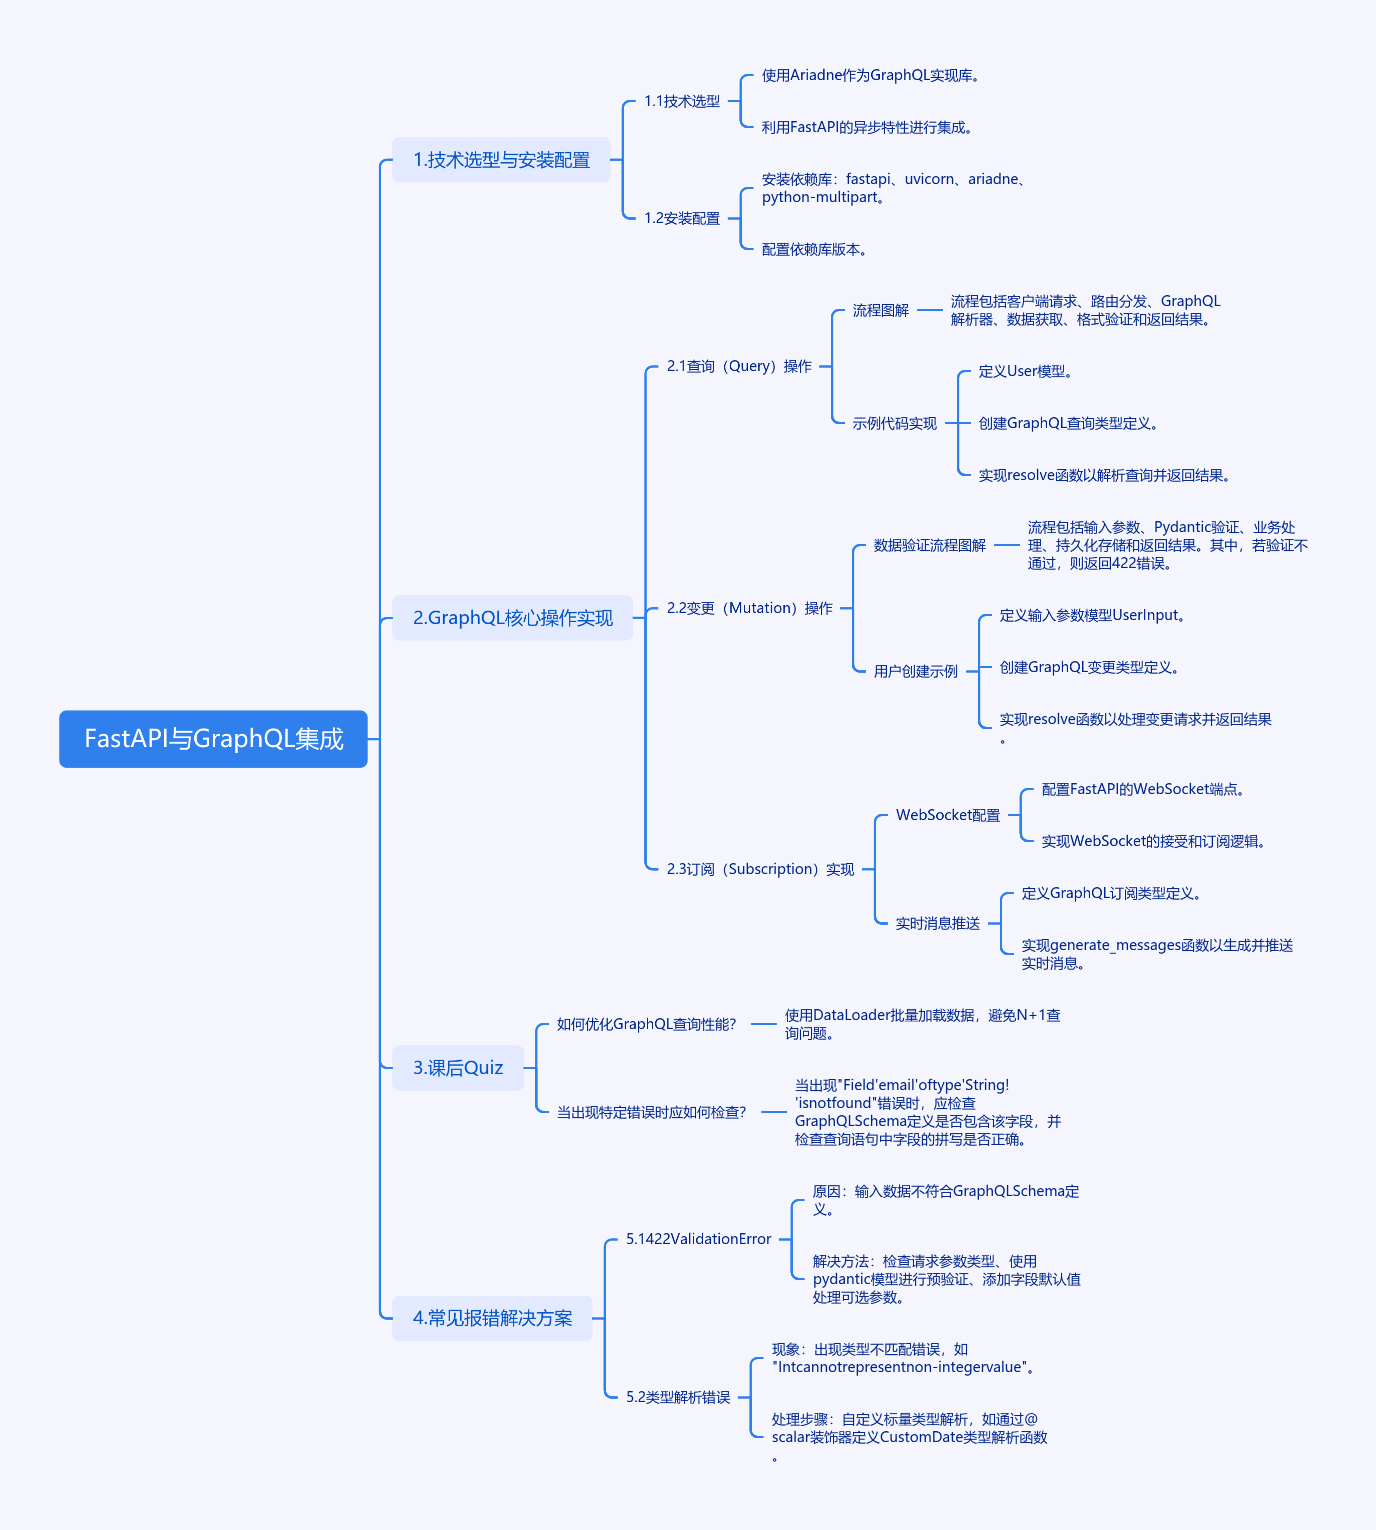 FastAPI与GraphQL集成
1.技术选型与安装配置
1.1技术选型
使用Ariadne作为GraphQL实现库。
利用FastAPI的异步特性进行集成。
1.2安装配置
安装依赖库：fastapi、uvicorn、ariadne、
python-multipart。
配置依赖库版本。
2.GraphQL核心操作实现
2.1查询（Query）操作
流程图解
流程包括客户端请求、路由分发、GraphQL
解析器、数据获取、格式验证和返回结果。
示例代码实现
定义User模型。
创建GraphQL查询类型定义。
实现resolve函数以解析查询并返回结果。
2.2变更（Mutation）操作
数据验证流程图解
流程包括输入参数、Pydantic验证、业务处
理、持久化存储和返回结果。其中，若验证不
通过，则返回422错误。
用户创建示例
定义输入参数模型UserInput。
创建GraphQL变更类型定义。
实现resolve函数以处理变更请求并返回结果
。
2.3订阅（Subscription）实现
WebSocket配置
配置FastAPI的WebSocket端点。
实现WebSocket的接受和订阅逻辑。
实时消息推送
定义GraphQL订阅类型定义。
实现generate_messages函数以生成并推送
实时消息。
3.课后Quiz
如何优化GraphQL查询性能？
使用DataLoader批量加载数据，避免N+1查
询问题。
当出现特定错误时应如何检查？
当出现"Field'email'oftype'String!
'isnotfound"错误时，应检查
GraphQLSchema定义是否包含该字段，并
检查查询语句中字段的拼写是否正确。
4.常见报错解决方案
5.1422ValidationError
原因：输入数据不符合GraphQLSchema定
义。
解决方法：检查请求参数类型、使用
pydantic模型进行预验证、添加字段默认值
处理可选参数。
5.2类型解析错误
现象：出现类型不匹配错误，如
"Intcannotrepresentnon-integervalue"。
处理步骤：自定义标量类型解析，如通过@
scalar装饰器定义CustomDate类型解析函数
。